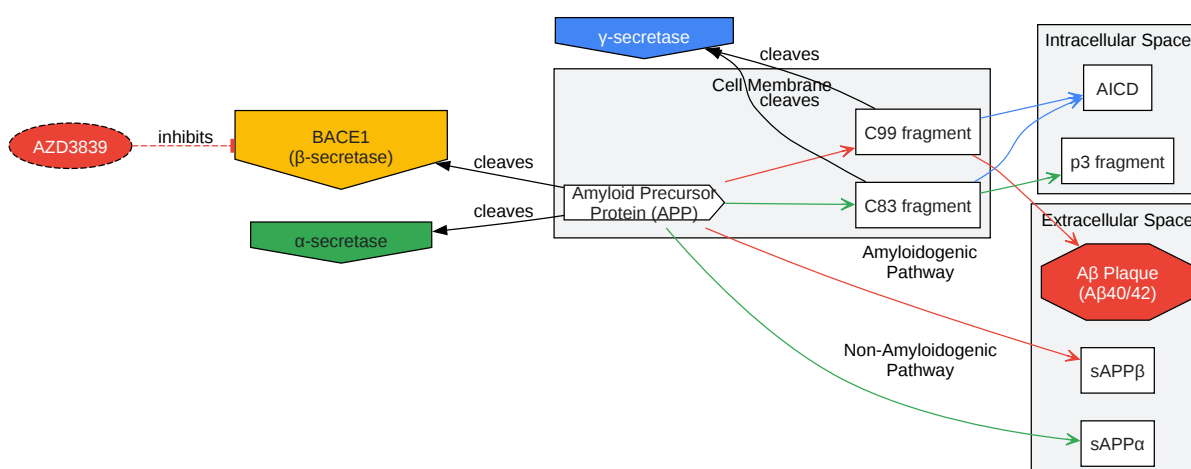 γ-secretase
cleaves
Cell Membrane
cleaves
Intracellular Space
AICD
p3 fragment
AZD3839
inhibits
BACE1
(β-secretase)
cleaves
cleaves
α-secretase
Amyloid Precursor
Protein (APP)
C99 fragment
C83 fragment
Amyloidogenic
Pathway
Non-Amyloidogenic
Pathway
Extracellular Space
Aβ Plaque
(Aβ40/42)
sAPPβ
sAPPα